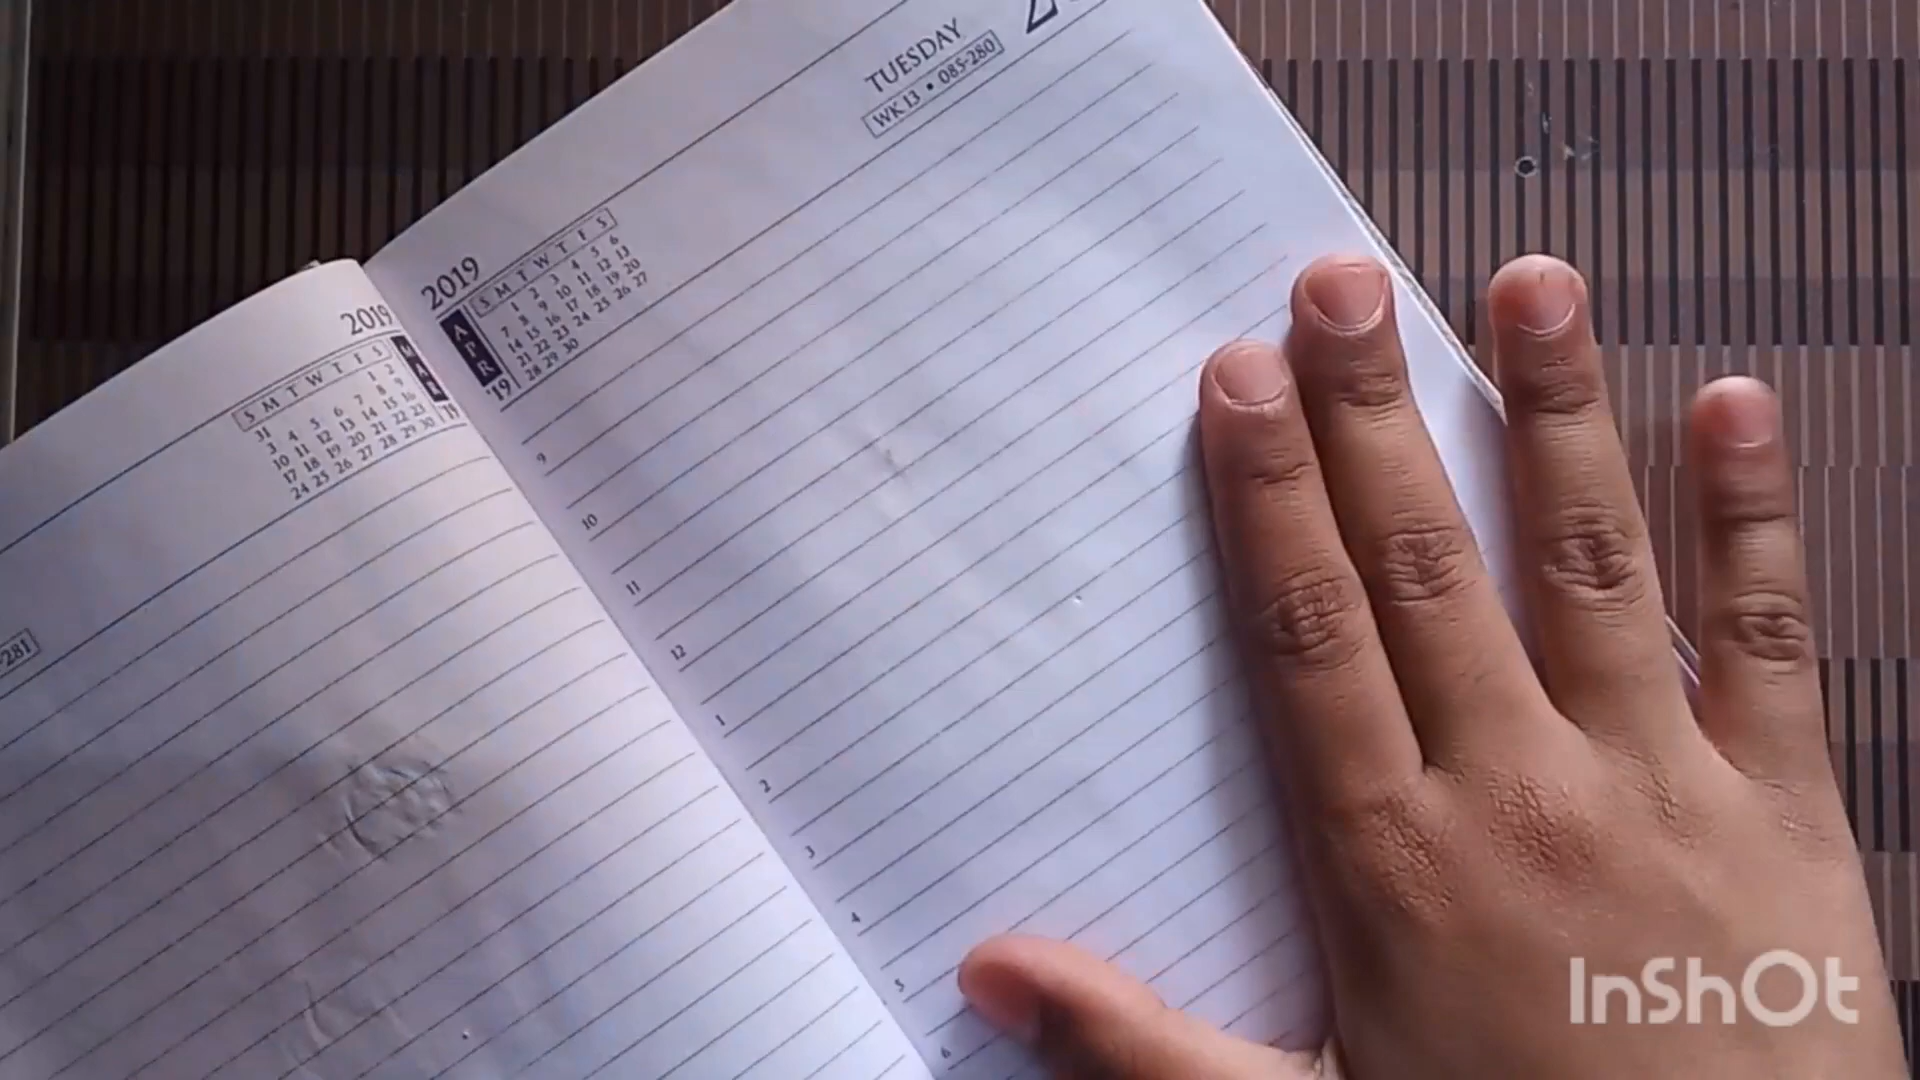 2019
MAR
'19
S M T W T F S
31 1 2
3 4 5 6 7 8 9
10 11 12 13 14 15 16
17 18 19 20 21 22 23
24 25 26 27 28 29 30
281
2019
APR
'19
S M T W T F S
1 2 3 4 5 6
7 8 9 10 11 12 13
14 15 16 17 18 19 20
21 22 23 24 25 26 27
28 29 30
TUESDAY
WK 13 • 085-280
9
10
11
12
1
2
3
4
5
6
InShOt